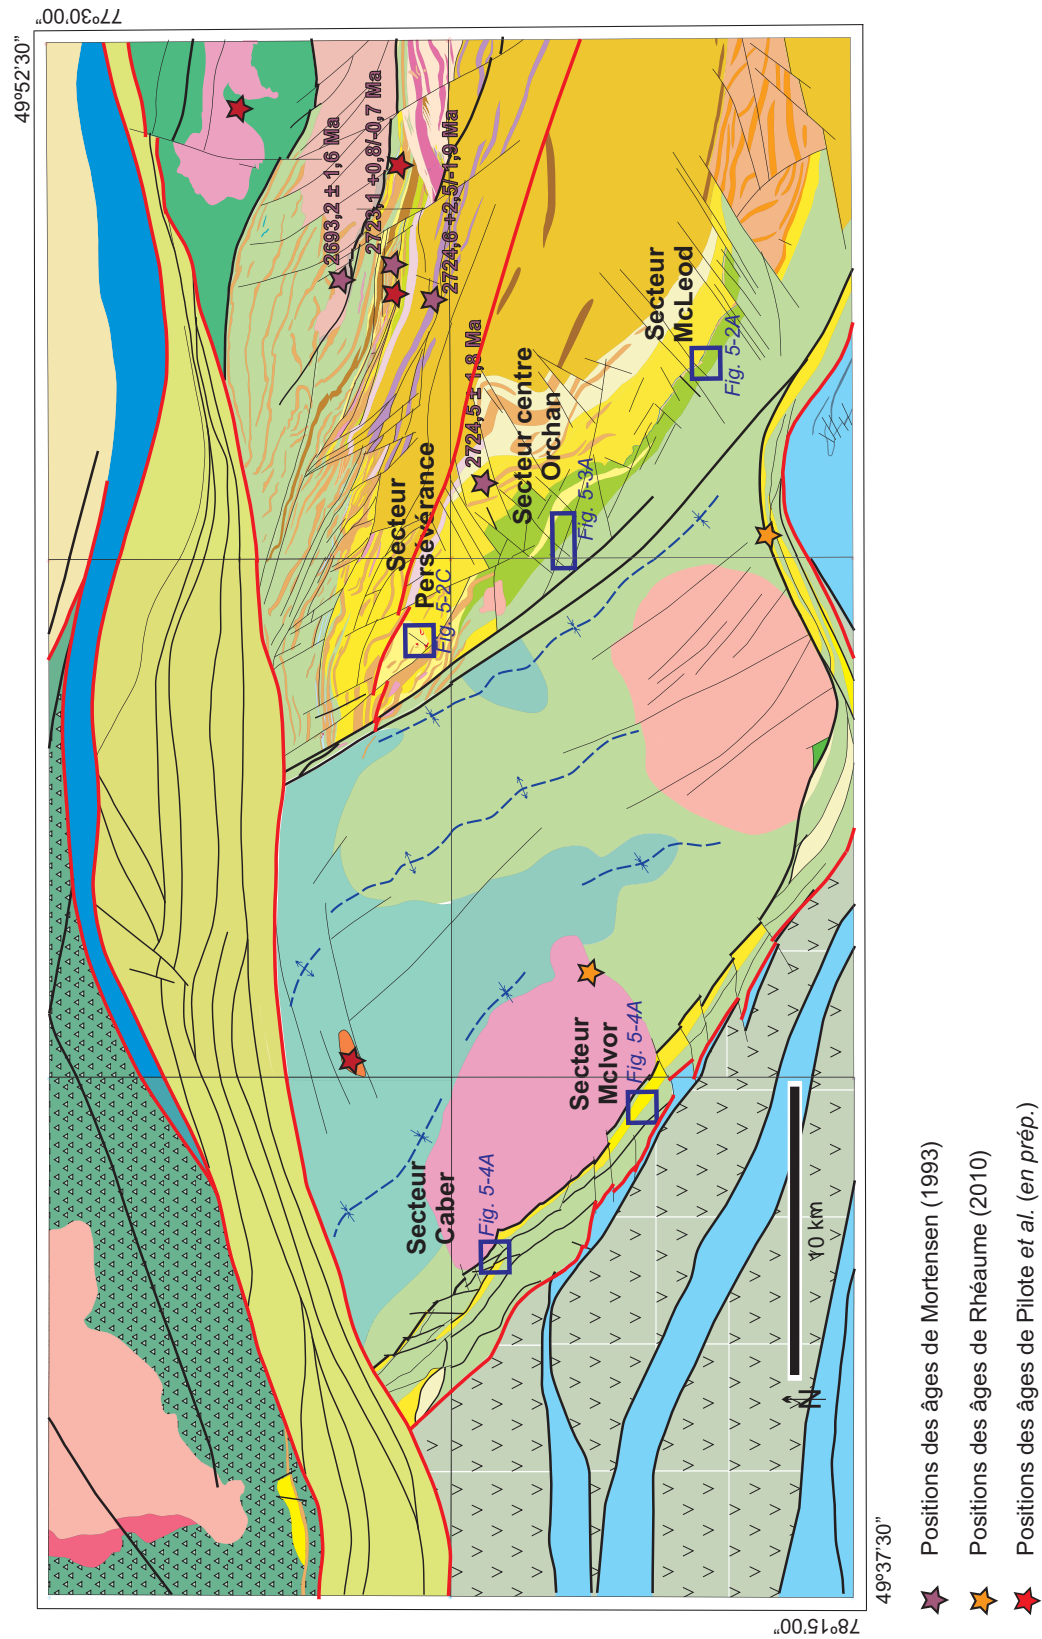 49°52'30"
77°30'00"
2693,2 ± 1,6 Ma
2723,1 +0,8/-0,7 Ma
2724,6 +2,5/-1,9 Ma
2724,5 ± 1,8 Ma
Secteur
Persévérance
Fig. 5-2C
Secteur centre
Orchan
Fig. 5-3A
Secteur
McLeod
Fig. 5-2A
Secteur
McIvor
Fig. 5-4A
Secteur
Caber
Fig. 5-4A
10 km
N
49°37'30"
78°15'00"
Positions des âges de Mortensen (1993)
Positions des âges de Rhéaume (2010)
Positions des âges de Pilote et al. (en prép.)